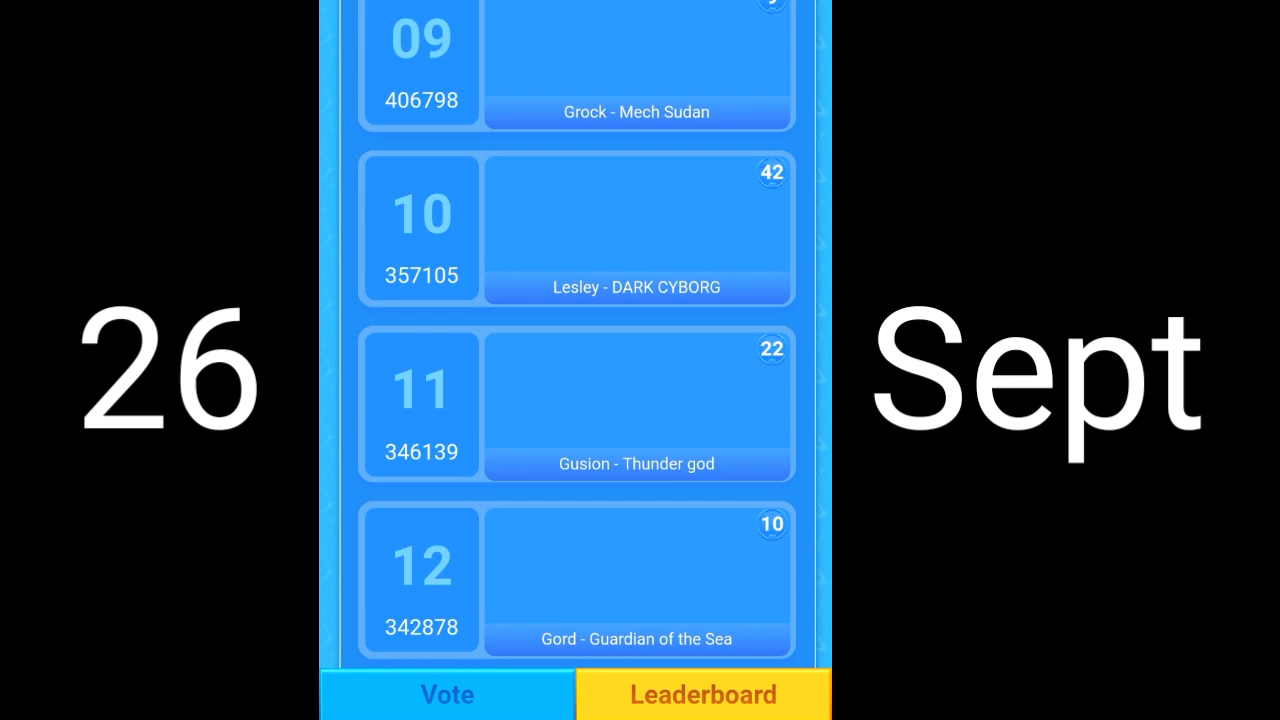 09
406798
Grock - Mech Sudan
42
10
357105
Lesley - DARK CYBORG
22
11
346139
Gusion - Thunder god
10
12
342878
Gord - Guardian of the Sea
26
Sept
Vote
Leaderboard